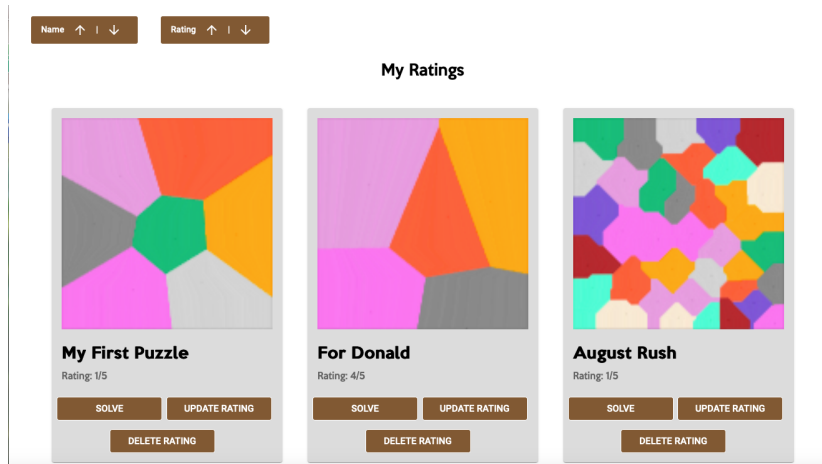 Name ↑ | ↓ Rating ↑ | ↓
My Ratings
My First Puzzle
Rating: 1/5
SOLVE UPDATE RATING
DELETE RATING
For Donald
Rating: 4/5
SOLVE UPDATE RATING
DELETE RATING
August Rush
Rating: 1/5
SOLVE UPDATE RATING
DELETE RATING